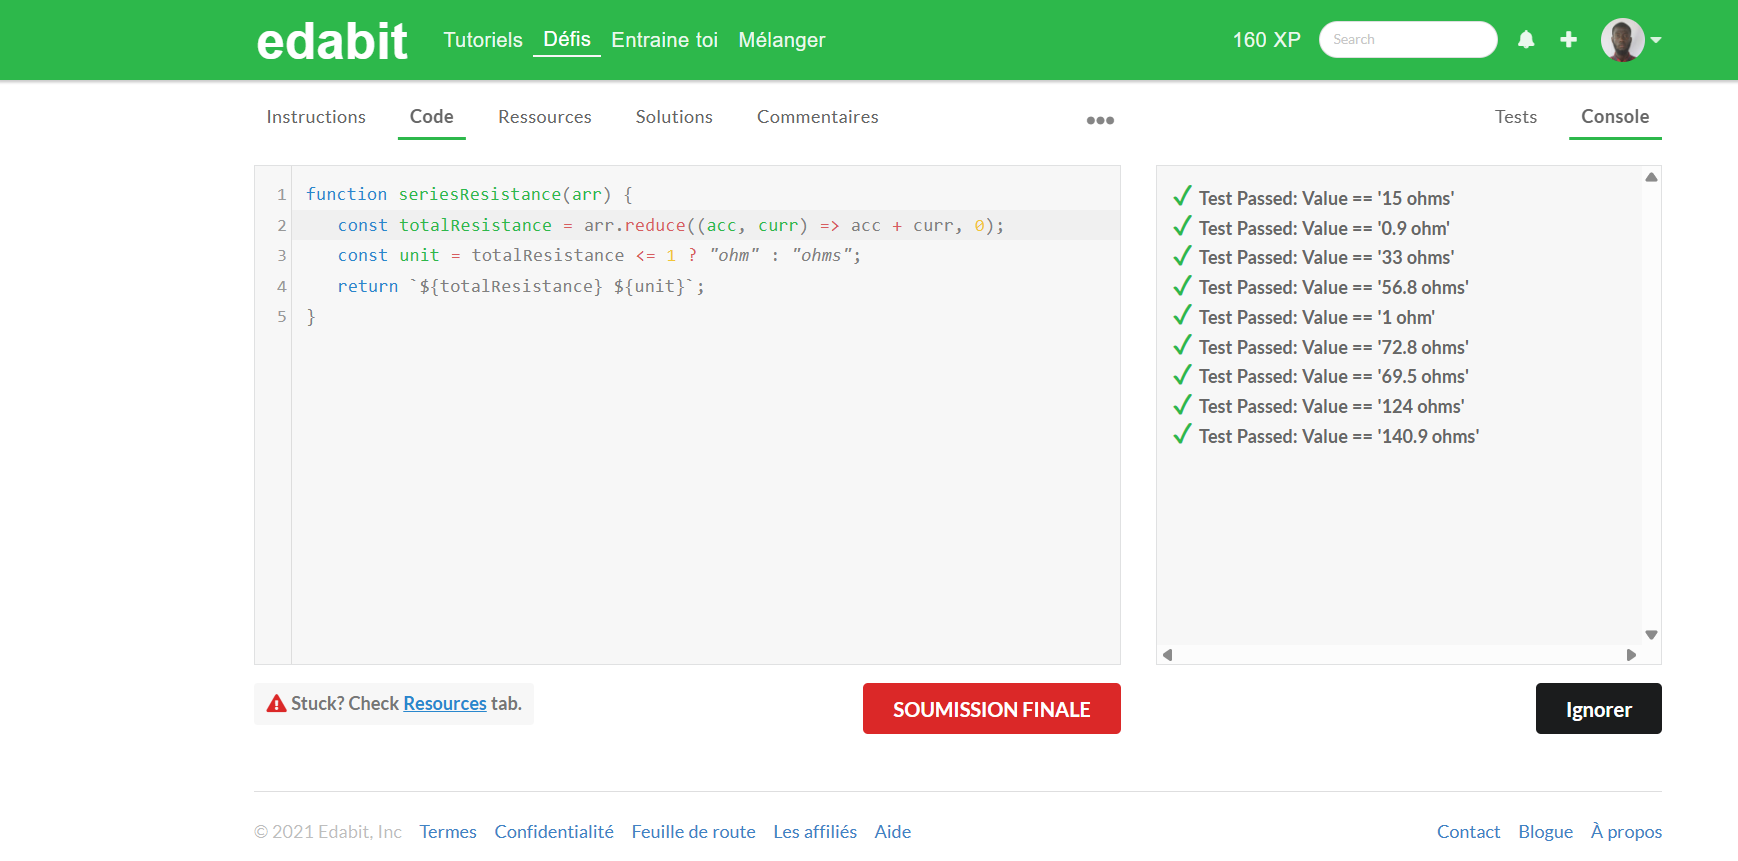 edabit Tutoriels Défis Entraine toi Mélanger 160 XP Search
Instructions Code Ressources Solutions Commentaires ••• Tests Console
1 function seriesResistance(arr) {
2 const totalResistance = arr.reduce((acc, curr) => acc + curr, 0);
3 const unit = totalResistance <= 1 ? "ohm" : "ohms";
4 return `${totalResistance} ${unit}`;
5 }
Test Passed: Value == '15 ohms'
Test Passed: Value == '0.9 ohm'
Test Passed: Value == '33 ohms'
Test Passed: Value == '56.8 ohms'
Test Passed: Value == '1 ohm'
Test Passed: Value == '72.8 ohms'
Test Passed: Value == '69.5 ohms'
Test Passed: Value == '124 ohms'
Test Passed: Value == '140.9 ohms'
Stuck? Check Resources tab. SOUMISSION FINALE Ignorer
© 2021 Edabit, Inc Termes Confidentialité Feuille de route Les affiliés Aide Contact Blogue À propos